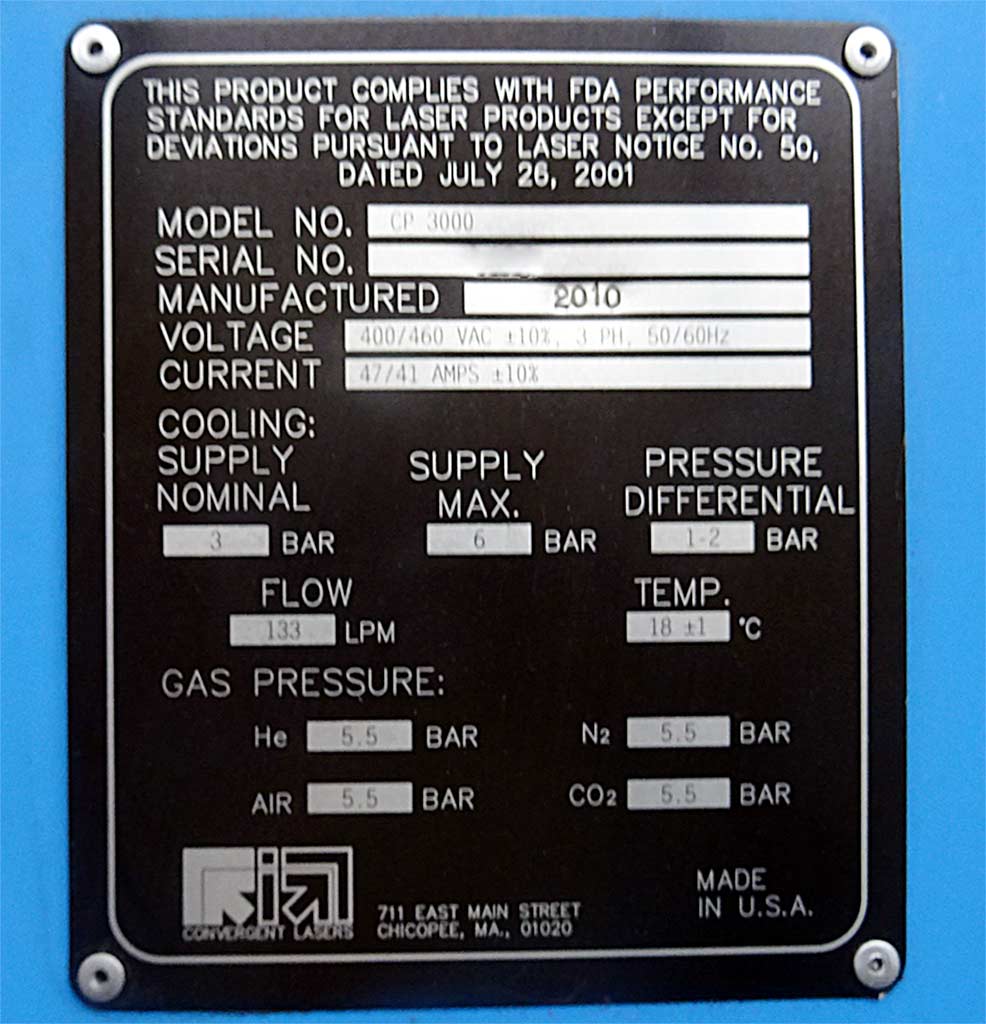 THIS PRODUCT COMPLIES WITH FDA PERFORMANCE
STANDARDS FOR LASER PRODUCTS EXCEPT FOR
DEVIATIONS PURSUANT TO LASER NOTICE NO. 50,
DATED JULY 26, 2001
MODEL NO. CP 3000
SERIAL NO.
MANUFACTURED 2010
VOLTAGE 400/460 VAC ±10%, 3 PH, 50/60Hz
CURRENT 47/41 AMPS ±10%
COOLING:
SUPPLY SUPPLY PRESSURE
NOMINAL MAX. DIFFERENTIAL
3 BAR 6 BAR 1-2 BAR
FLOW TEMP.
133 LPM 18 ±1 °C
GAS PRESSURE:
He 5.5 BAR N2 5.5 BAR
AIR 5.5 BAR CO2 5.5 BAR
CONVERGENT LASERS
711 EAST MAIN STREET
CHICOPEE, MA., 01020
MADE
IN U.S.A.